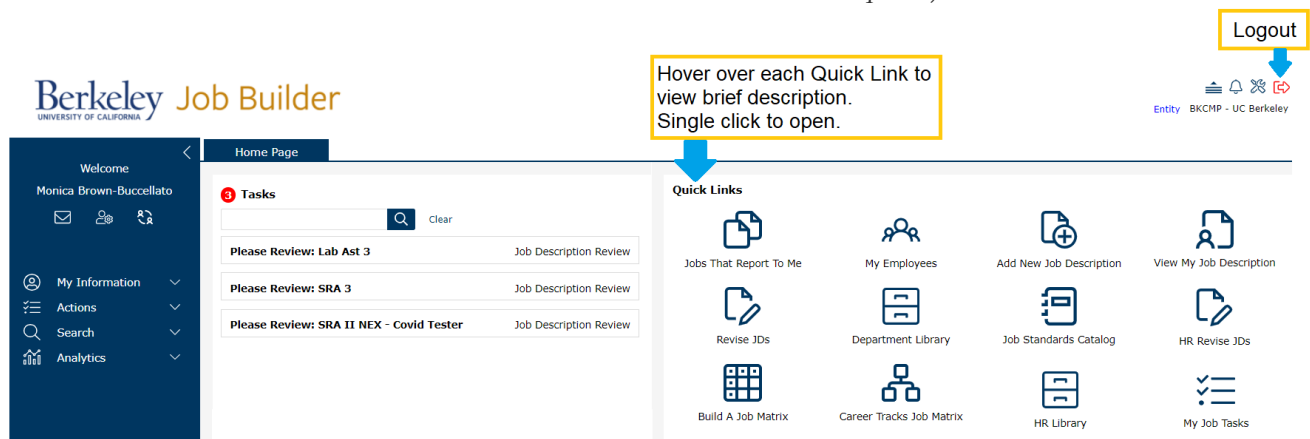 Logout
Hover over each Quick Link to
view brief description.
Single click to open.
Berkeley Job Builder
UNIVERSITY OF CALIFORNIA
Entity BKCMP - UC Berkeley
Welcome
Monica Brown-Buccellato
My Information
Actions
Search
Analytics
Home Page
3 Tasks
Clear
Please Review: Lab Ast 3 Job Description Review
Please Review: SRA 3 Job Description Review
Please Review: SRA II NEX - Covid Tester Job Description Review
Quick Links
Jobs That Report To Me My Employees Add New Job Description View My Job Description
Revise JDs Department Library Job Standards Catalog HR Revise JDs
Build A Job Matrix Career Tracks Job Matrix HR Library My Job Tasks